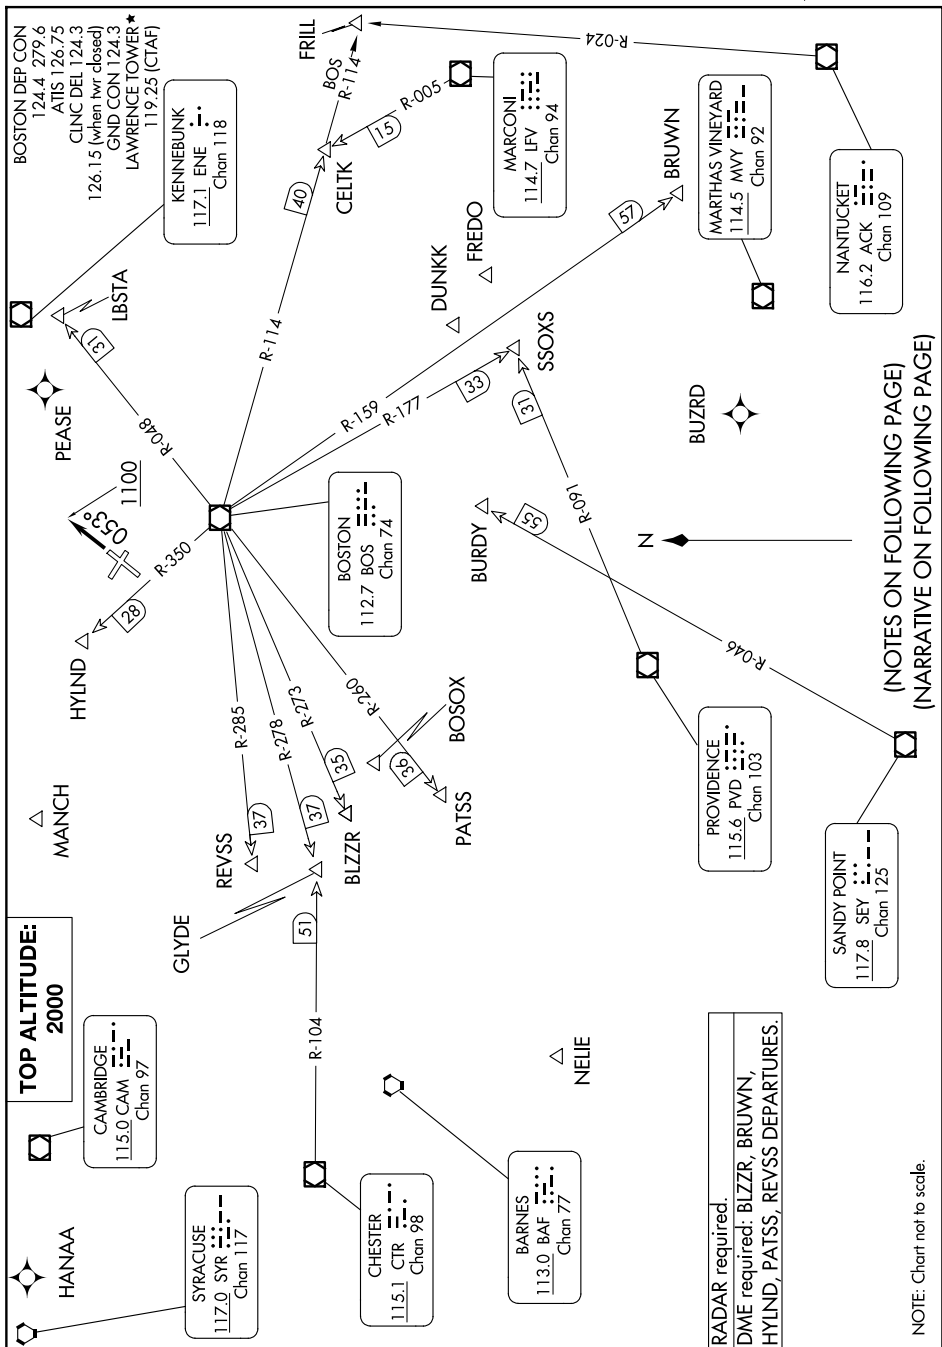 TOP ALTITUDE:
2000
BOSTON DEP CON
124.4 279.6
ATIS 126.75
CLNC DEL 124.3
126.15 (when twr closed)
GND CON 124.3
LAWRENCE TOWER★
119.25 (CTAF)
HANAA
SYRACUSE
117.0 SYR
Chan 117
CAMBRIDGE
115.0 CAM
Chan 97
MANCH
HYLND
28
R-350
053°
1100
PEASE
R-048
31
LBSTA
KENNEBUNK
117.1 ENE
Chan 118
FRILL
BOS
R-114
CELTK
40
R-114
15
R-005
MARCONI
114.7 LFV
Chan 94
R-024
REVSS
37
R-285
GLYDE
37
R-278
BLZZR
35
R-273
BOSOX
PATSS
36
R-260
BOSTON
112.7 BOS
Chan 74
R-159
57
BRUWN
R-177
33
SSOXS
DUNKK
FREDO
MARTHAS VINEYARD
114.5 MVY
Chan 92
NANTUCKET
116.2 ACK
Chan 109
CHESTER
115.1 CTR
Chan 98
R-104
51
BARNES
113.0 BAF
Chan 77
NELIE
BURDY
55
R-046
31
R-091
BUZRD
N
PROVIDENCE
115.6 PVD
Chan 103
SANDY POINT
117.8 SEY
Chan 125
RADAR required.
DME required: BLZZR, BRUWN,
HYLND, PATSS, REVSS DEPARTURES.
NOTE: Chart not to scale.
(NOTES ON FOLLOWING PAGE)
(NARRATIVE ON FOLLOWING PAGE)